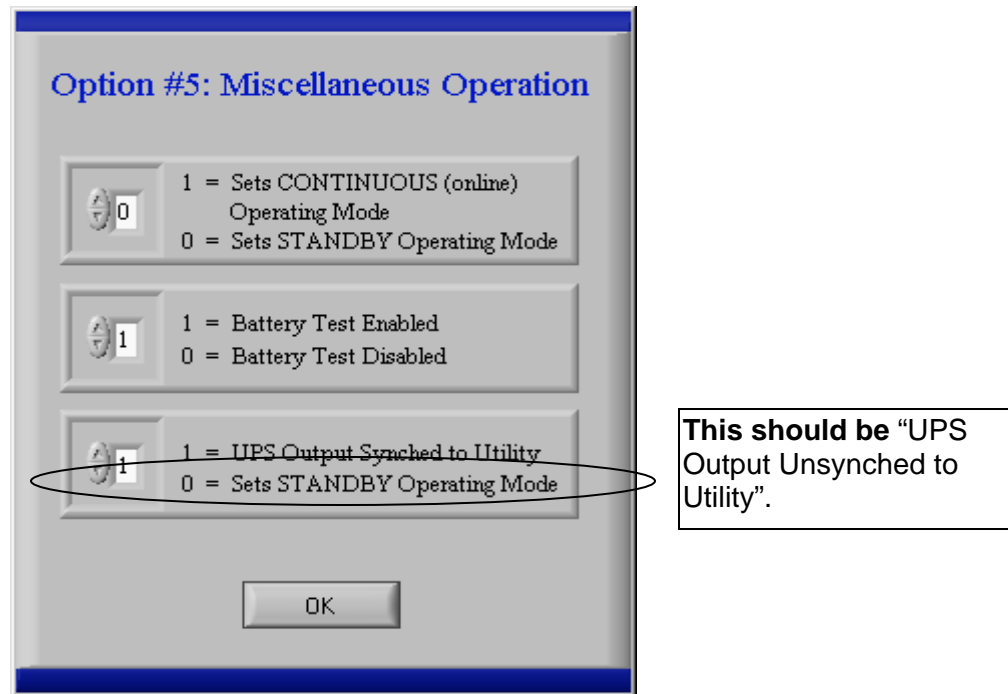 Option #5: Miscellaneous Operation
0
1 = Sets CONTINUOUS (online)
Operating Mode
0 = Sets STANDBY Operating Mode
1
1 = Battery Test Enabled
0 = Battery Test Disabled
1
1 = UPS Output Synched to Utility
0 = Sets STANDBY Operating Mode
OK
This should be “UPS
Output Unsynched to
Utility”.